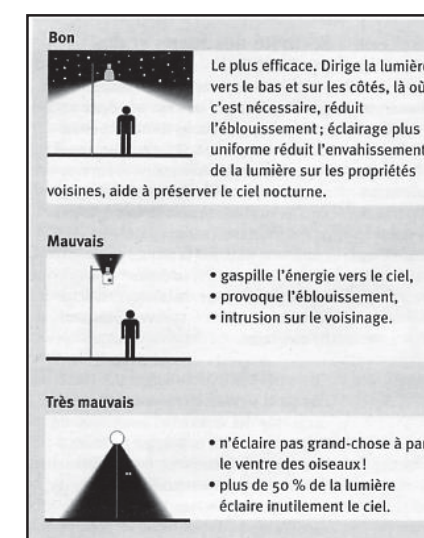 Bon
Le plus efficace. Dirige la lumière
vers le bas et sur les côtés, là où
c'est nécessaire, réduit
l'éblouissement ; éclairage plus
uniforme réduit l'envahissement
de la lumière sur les propriétés
voisines, aide à préserver le ciel nocturne.
Mauvais
• gaspille l'énergie vers le ciel,
• provoque l'éblouissement,
• intrusion sur le voisinage.
Très mauvais
• n'éclaire pas grand-chose à par
le ventre des oiseaux !
• plus de 50 % de la lumière
éclaire inutilement le ciel.